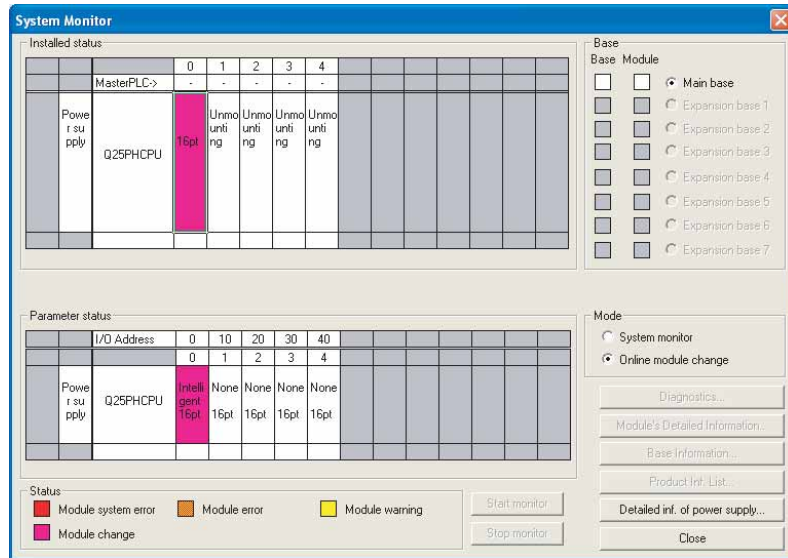 System Monitor
Installed status
0 1 2 3 4
MasterPLC-> - - - - -
Powe
r su
pply
Q25PHCPU
16pt
Unmo
unti
ng
Unmo
unti
ng
Unmo
unti
ng
Unmo
unti
ng
Base
Base Module
Main base
Expansion base 1
Expansion base 2
Expansion base 3
Expansion base 4
Expansion base 5
Expansion base 6
Expansion base 7
Parameter status
I/O Address 0 10 20 30 40
0 1 2 3 4
Powe
r su
pply
Q25PHCPU
Intelli
gent
16pt
None
16pt
None
16pt
None
16pt
None
16pt
Mode
System monitor
Online module change
Diagnostics...
Module's Detailed Information...
Base Information...
Product Inf. List...
Detailed inf. of power supply...
Close
Status
Module system error
Module error
Module warning
Module change
Start monitor
Stop monitor